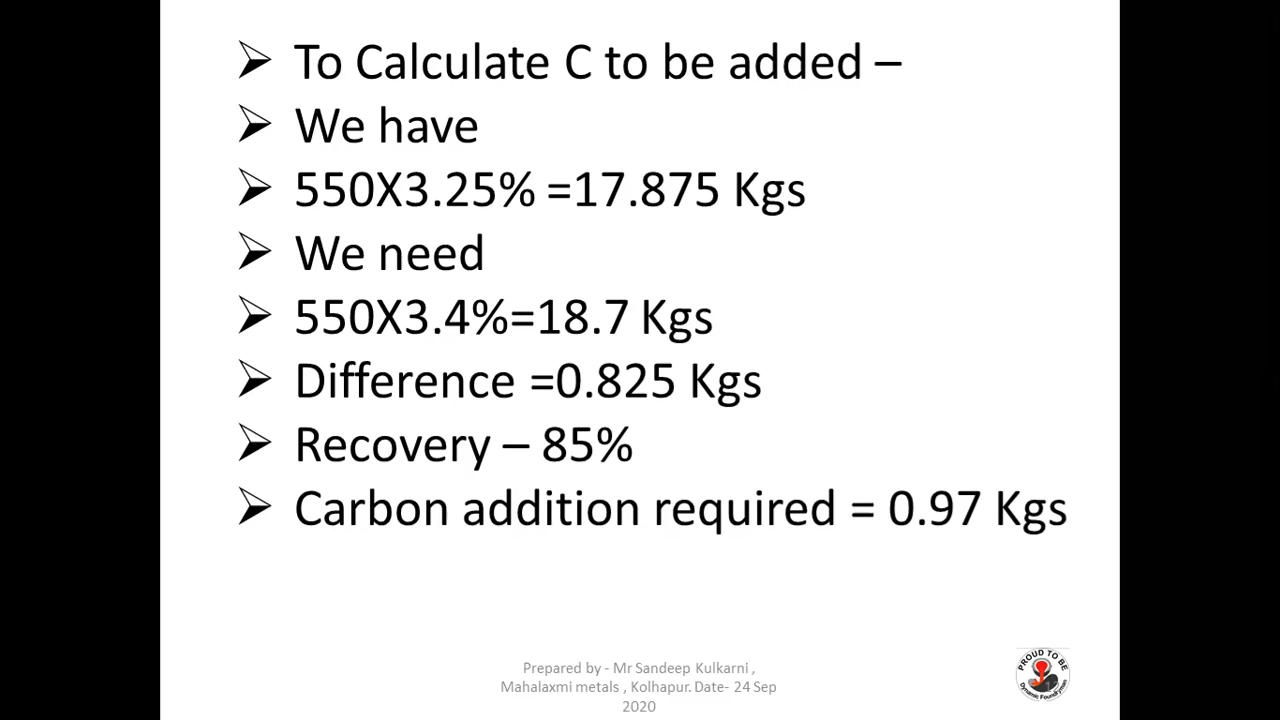 To Calculate C to be added –
We have
550X3.25% =17.875 Kgs
We need
550X3.4%=18.7 Kgs
Difference =0.825 Kgs
Recovery – 85%
Carbon addition required = 0.97 Kgs
Prepared by - Mr Sandeep Kulkarni ,
Mahalaxmi metals , Kolhapur. Date- 24 Sep
2020
PROUD TO BE
Dynamic Foundrymen